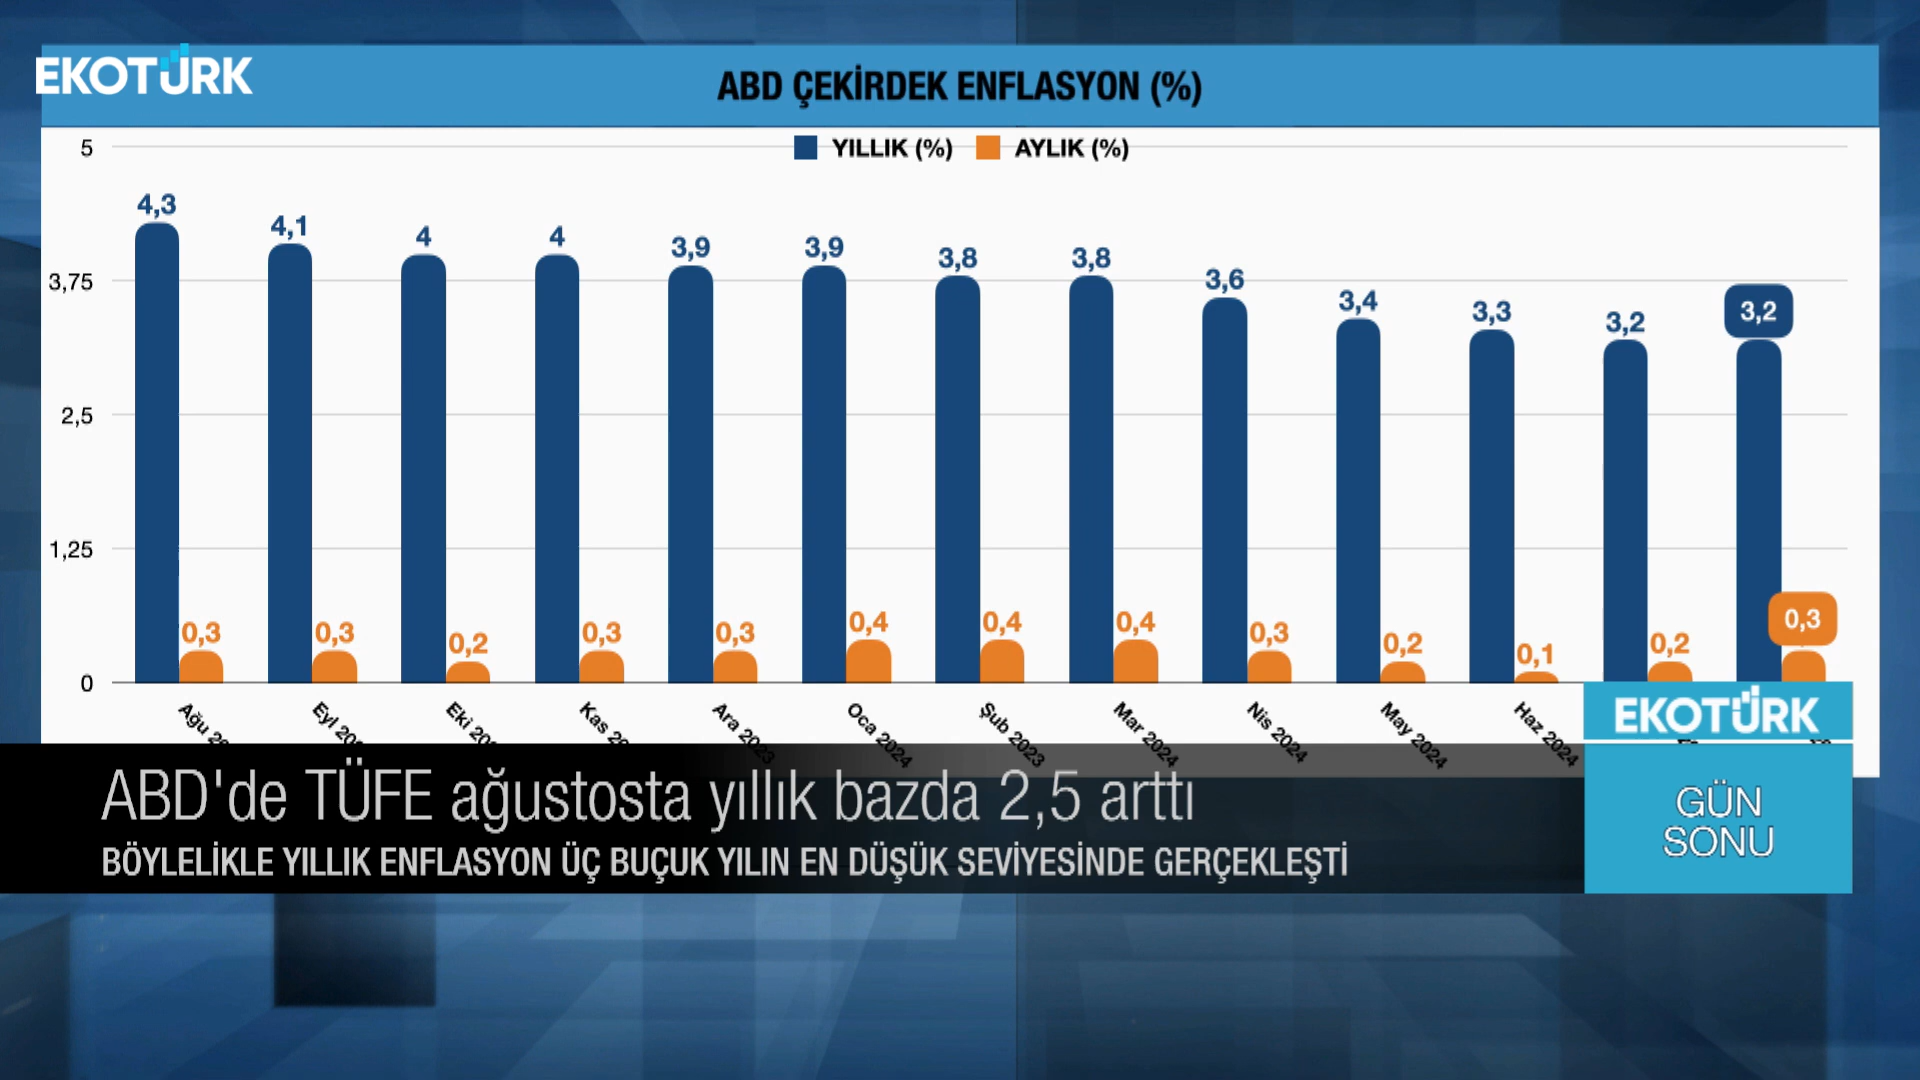 EKOTÜRK
ABD ÇEKİRDEK ENFLASYON (%)
YILLIK (%) AYLIK (%)
5
3,75
2,5
1,25
0
4,3 4,1 4 4 3,9 3,9 3,8 3,8 3,6 3,4 3,3 3,2 3,2
0,3 0,3 0,2 0,3 0,3 0,4 0,4 0,4 0,3 0,2 0,1 0,2 0,3
Ağu Eyl Eki Kas Ara 2023 Oca 2024 Şub 2023 Mar 2024 Nis 2024 May 2024 Haz 2024
EKOTÜRK
GÜN
SONU
ABD'de TÜFE ağustosta yıllık bazda 2,5 arttı
BÖYLELİKLE YILLIK ENFLASYON ÜÇ BUÇUK YILIN EN DÜŞÜK SEVİYESİNDE GERÇEKLEŞTİ